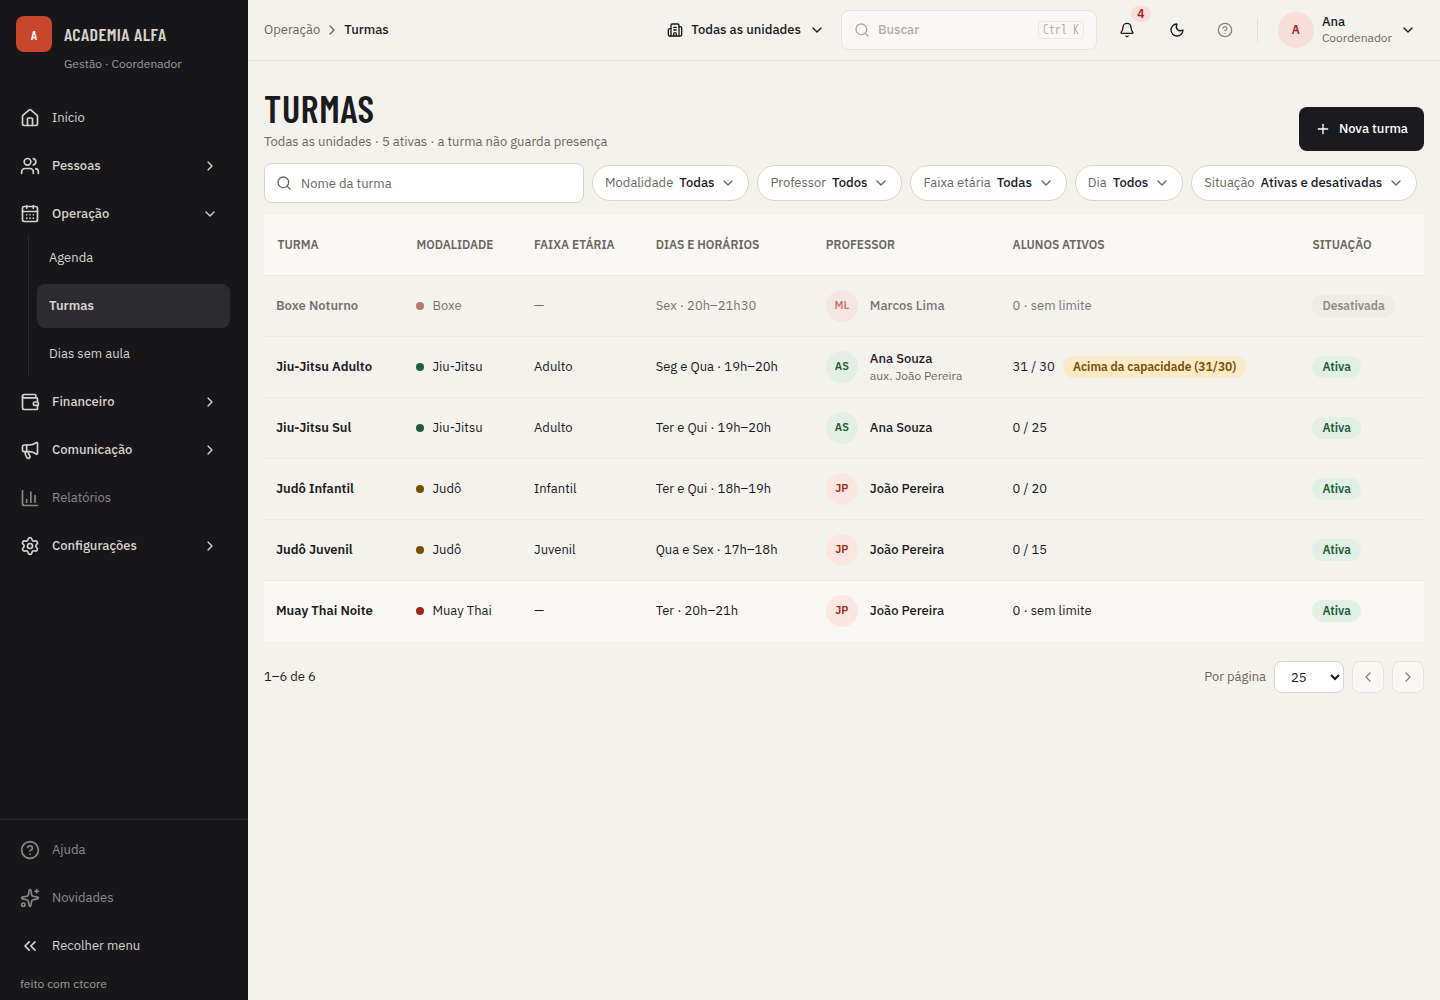 A
ACADEMIA ALFA
Gestão · Coordenador
Início
Pessoas
Operação
Agenda
Turmas
Dias sem aula
Financeiro
Comunicação
Relatórios
Configurações
Ajuda
Novidades
Recolher menu
feito com ctcore
Operação > Turmas
Todas as unidades
Buscar Ctrl K
4
A
Ana
Coordenador
TURMAS
Todas as unidades · 5 ativas · a turma não guarda presença
+ Nova turma
Nome da turma
Modalidade Todas
Professor Todos
Faixa etária Todas
Dia Todos
Situação Ativas e desativadas
TURMA MODALIDADE FAIXA ETÁRIA DIAS E HORÁRIOS PROFESSOR ALUNOS ATIVOS SITUAÇÃO
Boxe Noturno Boxe — Sex · 20h–21h30 ML Marcos Lima 0 · sem limite Desativada
Jiu-Jitsu Adulto Jiu-Jitsu Adulto Seg e Qua · 19h–20h AS Ana Souza 31 / 30 Acima da capacidade (31/30) Ativa
aux. João Pereira
Jiu-Jitsu Sul Jiu-Jitsu Adulto Ter e Qui · 19h–20h AS Ana Souza 0 / 25 Ativa
Judô Infantil Judô Infantil Ter e Qui · 18h–19h JP João Pereira 0 / 20 Ativa
Judô Juvenil Judô Juvenil Qua e Sex · 17h–18h JP João Pereira 0 / 15 Ativa
Muay Thai Noite Muay Thai — Ter · 20h–21h JP João Pereira 0 · sem limite Ativa
1–6 de 6
Por página 25